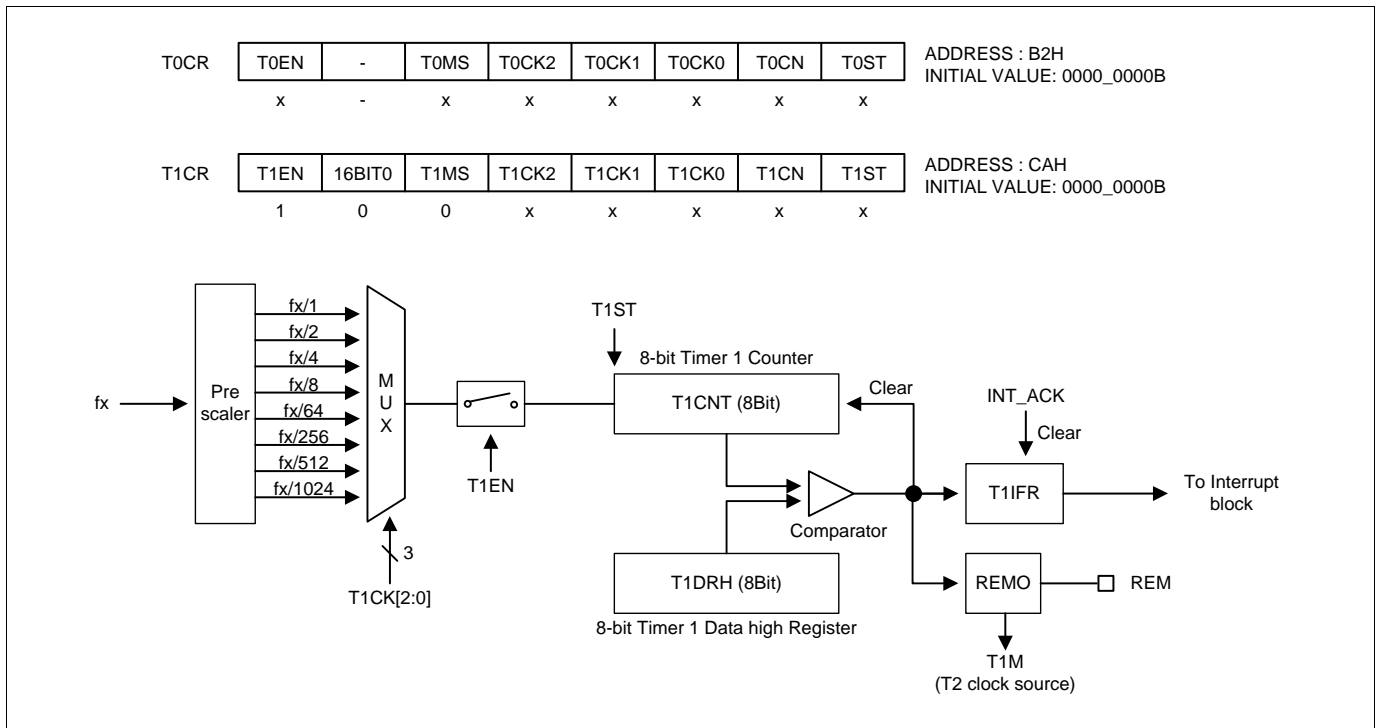 T0CR T0EN - T0MS T0CK2 T0CK1 T0CK0 T0CN T0ST ADDRESS : B2H
INITIAL VALUE: 0000_0000B
x - x x x x x x
T1CR T1EN 16BIT0 T1MS T1CK2 T1CK1 T1CK0 T1CN T1ST ADDRESS : CAH
INITIAL VALUE: 0000_0000B
1 0 0 x x x x x
fx
Pre
scaler
fx/1
fx/2
fx/4
fx/8
fx/64
fx/256
fx/512
fx/1024
M
U
X
3
T1CK[2:0]
T1EN
T1ST
8-bit Timer 1 Counter
T1CNT (8Bit)
Clear
Comparator
T1DRH (8Bit)
8-bit Timer 1 Data high Register
INT_ACK
Clear
T1IFR
To Interrupt
block
REMO
REM
T1M
(T2 clock source)